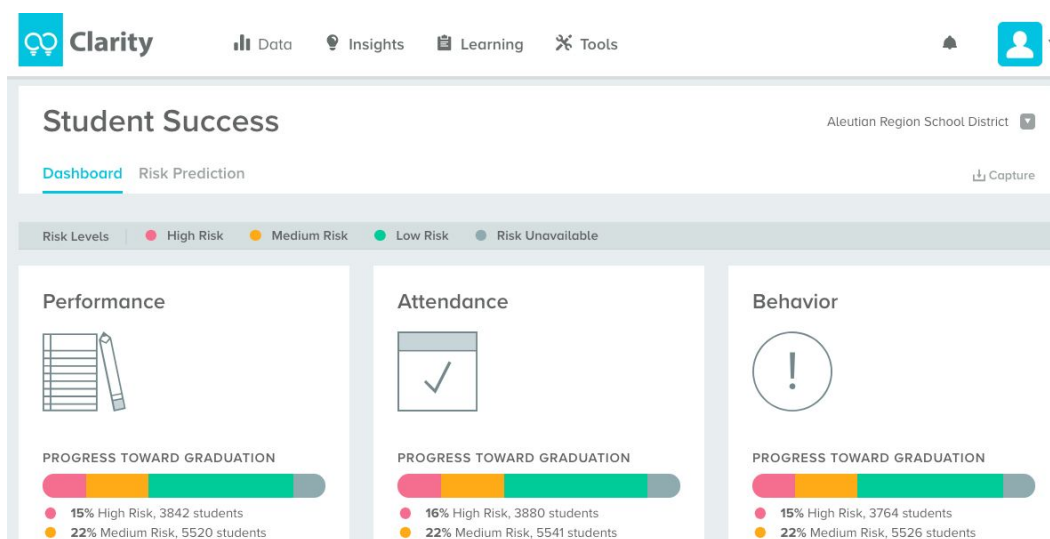 Clarity
Data Insights Learning Tools
Student Success
Aleutian Region School District
Dashboard Risk Prediction
Capture
Risk Levels High Risk Medium Risk Low Risk Risk Unavailable
Performance
PROGRESS TOWARD GRADUATION
15% High Risk, 3842 students
22% Medium Risk, 5520 students
Attendance
PROGRESS TOWARD GRADUATION
16% High Risk, 3880 students
22% Medium Risk, 5541 students
Behavior
PROGRESS TOWARD GRADUATION
15% High Risk, 3764 students
22% Medium Risk, 5526 students